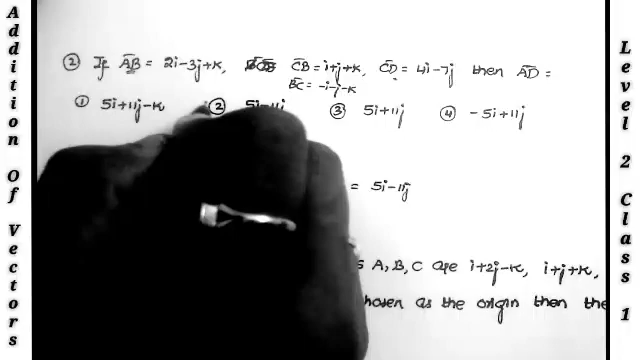 Addition Of Vectors
② If AB̅ = 2i-3j+k, CB̅ = i+j+k, CD̅ = 4i-7j then AD̅ =
BC̅ = -i-j-k
① 5i+11j-k ② 5i-11j ③ 5i+11j ④ -5i+11j
= 5i-11j
A, B, C are i+2j-k, i+j+k,
chosen as the origin then the
Level 2 Class 1